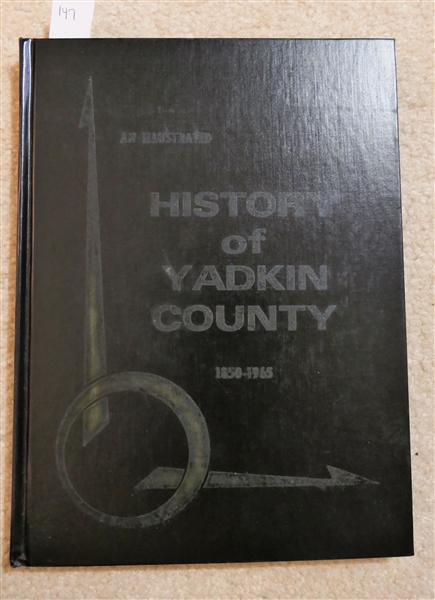 147
AN ILLUSTRATED
HISTORY
of
YADKIN
COUNTY
1850-1965